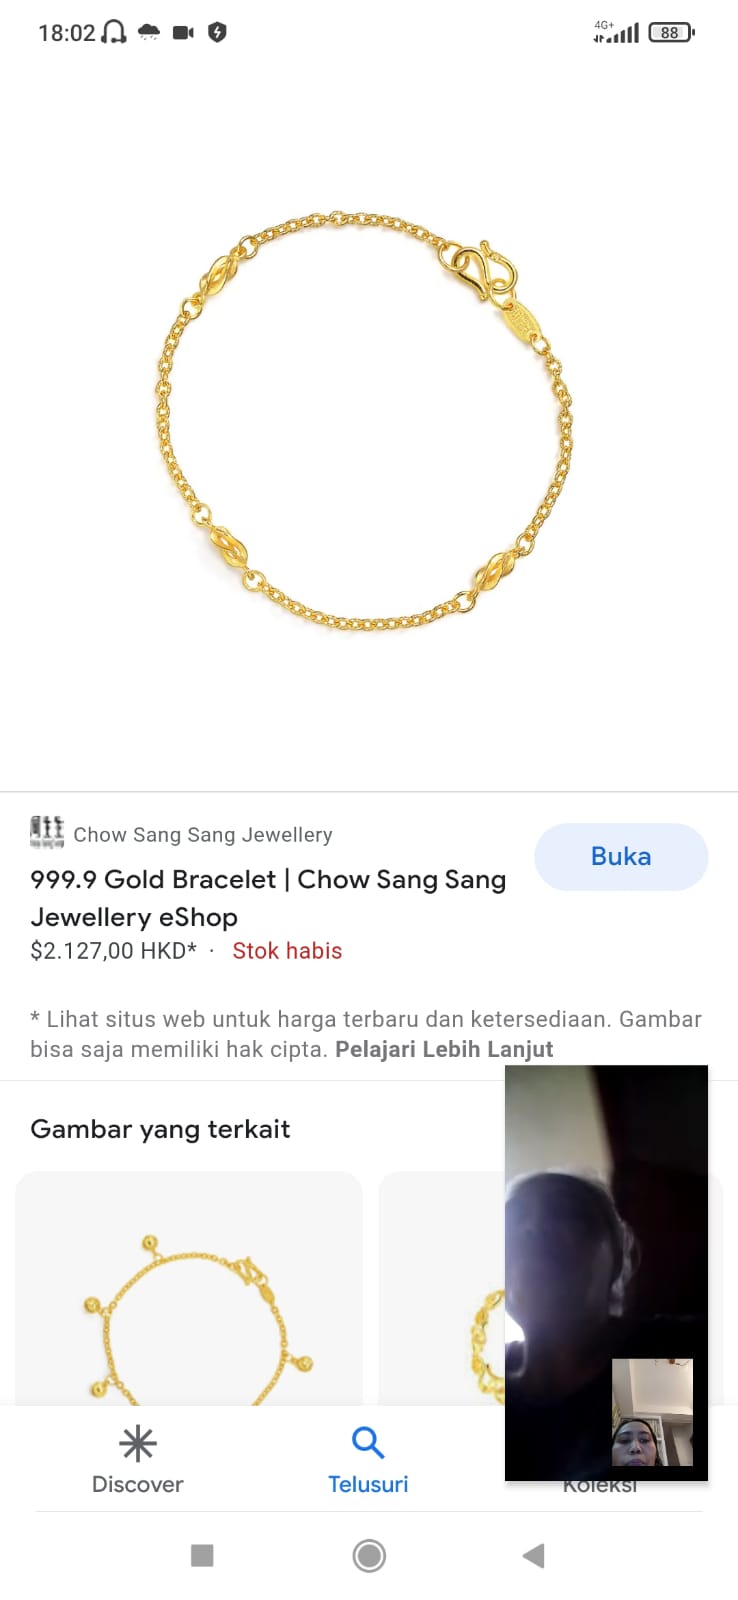 18:02
4G+
88
Chow Sang Sang Jewellery
Buka
999.9 Gold Bracelet | Chow Sang Sang
Jewellery eShop
$2.127,00 HKD* · Stok habis
* Lihat situs web untuk harga terbaru dan ketersediaan. Gambar
bisa saja memiliki hak cipta. Pelajari Lebih Lanjut
Gambar yang terkait
Discover
Telusuri
Koleksi